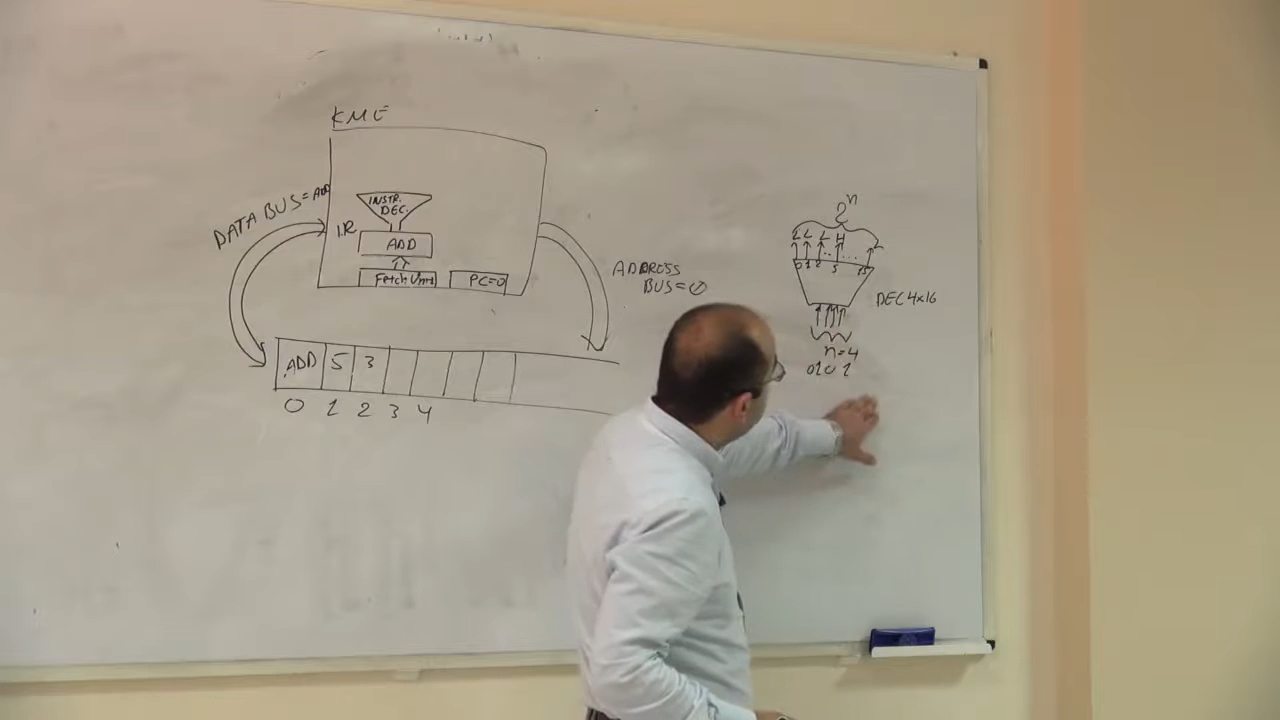 KME
DATA BUS=ADD
INSTR.
DEC.
I.R
ADD
Fetch Unit
PC=0
ADDRESS
BUS=0
ADD 5 3
0 1 2 3 4
2ⁿ
L L L .. H .... L
0 1 2 5 15
DEC 4x16
n=4
0101